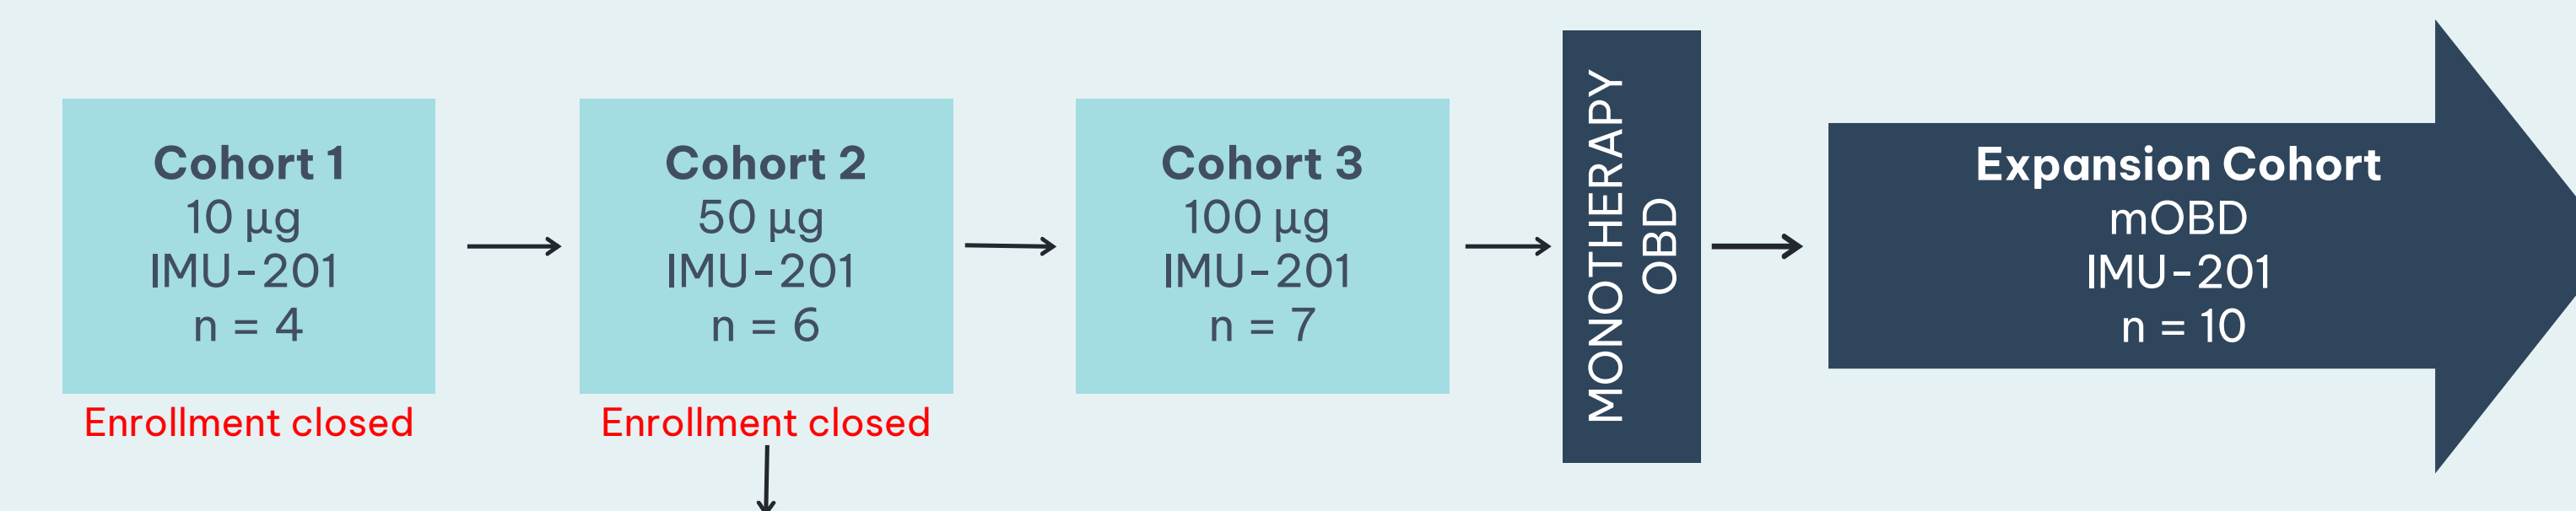 Cohort 1
10 µg
IMU-201
n = 4
Enrollment closed
Cohort 2
50 µg
IMU-201
n = 6
Enrollment closed
Cohort 3
100 µg
IMU-201
n = 7
MONOTHERAPY
OBD
Expansion Cohort
mOBD
IMU-201
n = 10